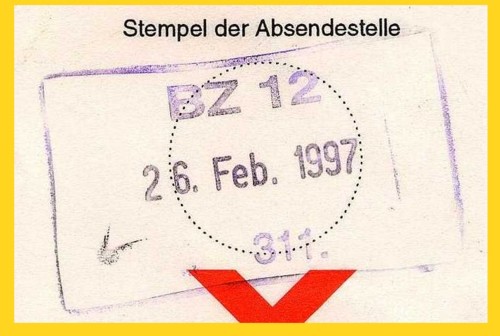 Stempel der Absendestelle
BZ 12
26. Feb. 1997
311.